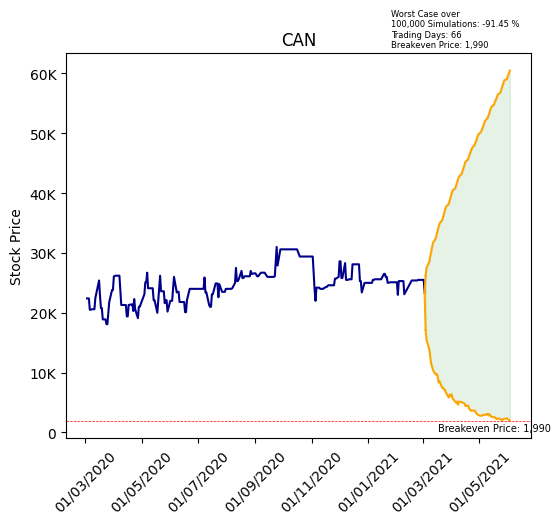 Worst Case over
100,000 Simulations: -91.45 %
Trading Days: 66
Breakeven Price: 1,990
CAN
Stock Price
60K
50K
40K
30K
20K
10K
0
Breakeven Price: 1,990
01/03/2020
01/05/2020
01/07/2020
01/09/2020
01/11/2020
01/01/2021
01/03/2021
01/05/2021